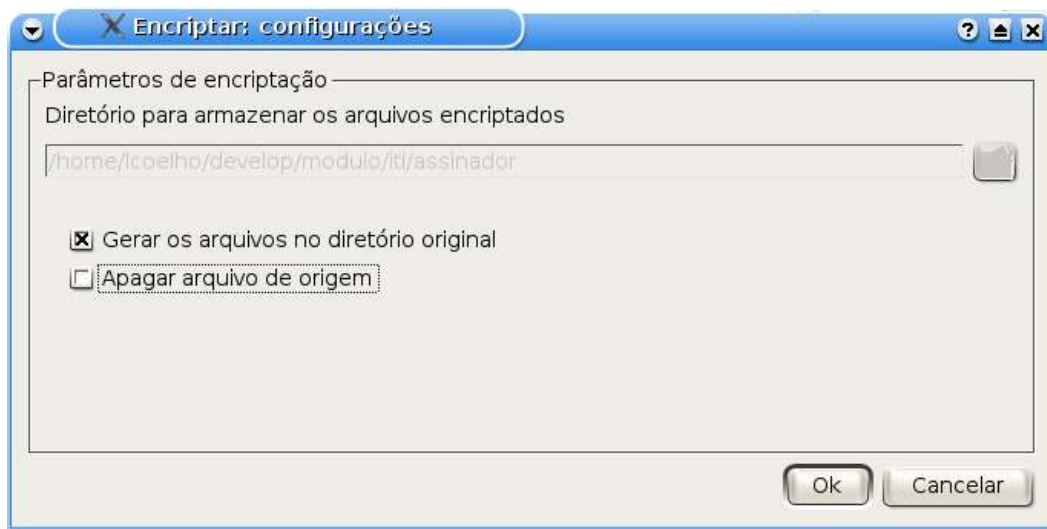 Encriptar: configurações
Parâmetros de encriptação
Diretório para armazenar os arquivos encriptados
/home/lcoelho/develop/modulo/iti/assinador
Gerar os arquivos no diretório original
Apagar arquivo de origem
Ok Cancelar